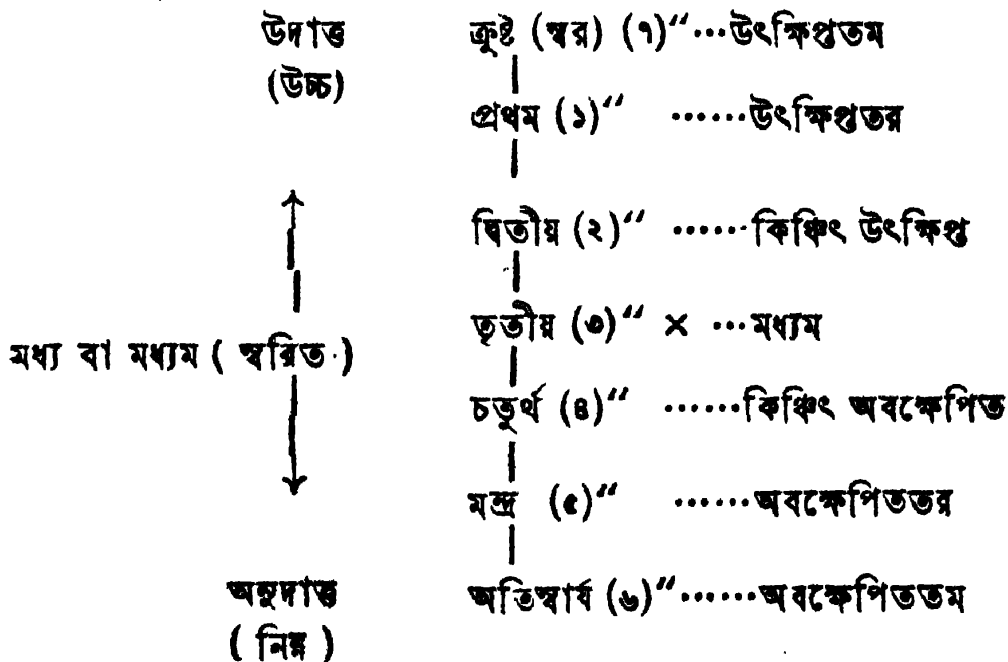 উদাত্ত ক্রুষ্ট (স্বর) (৭)“...উৎক্ষিপ্ততম
(উচ্চ)
প্রথম (১)“ ......উৎক্ষিপ্ততর
দ্বিতীয় (২)“ ......কিঞ্চিৎ উৎক্ষিপ্ত
তৃতীয় (৩)“ × ...মধ্যম
মধ্য বা মধ্যম ( স্বরিত )
চতুর্থ (৪)“ ......কিঞ্চিৎ অবক্ষেপিত
মন্দ্র (৫)“ ......অবক্ষেপিততর
অনুদাত্ত অতিস্বার্য (৬)“......অবক্ষেপিততম
( নিম্ন )